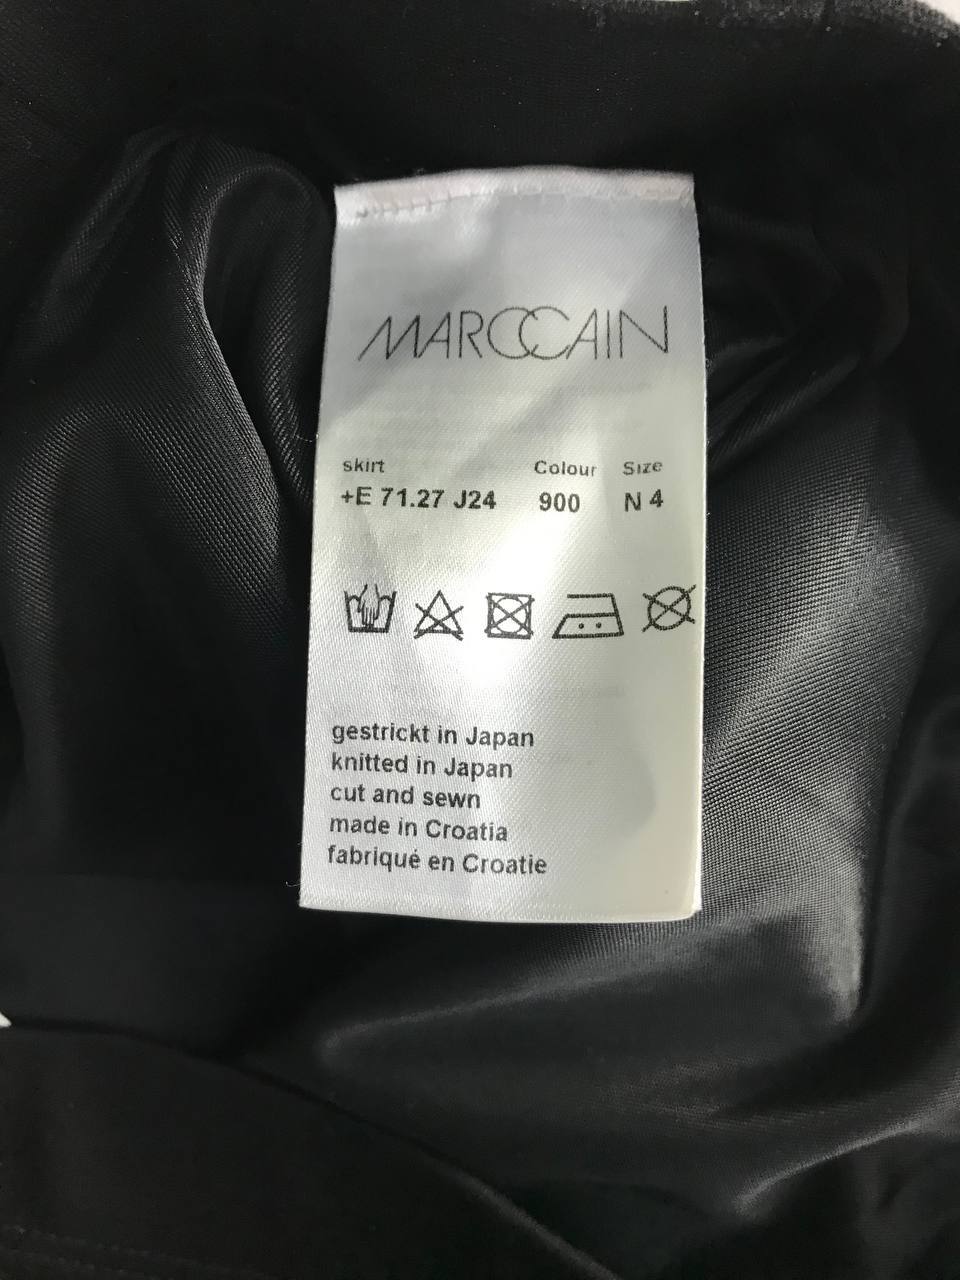 MARCCAIN
skirt Colour Size
+E 71.27 J24 900 N 4
gestrickt in Japan
knitted in Japan
cut and sewn
made in Croatia
fabriqué en Croatie